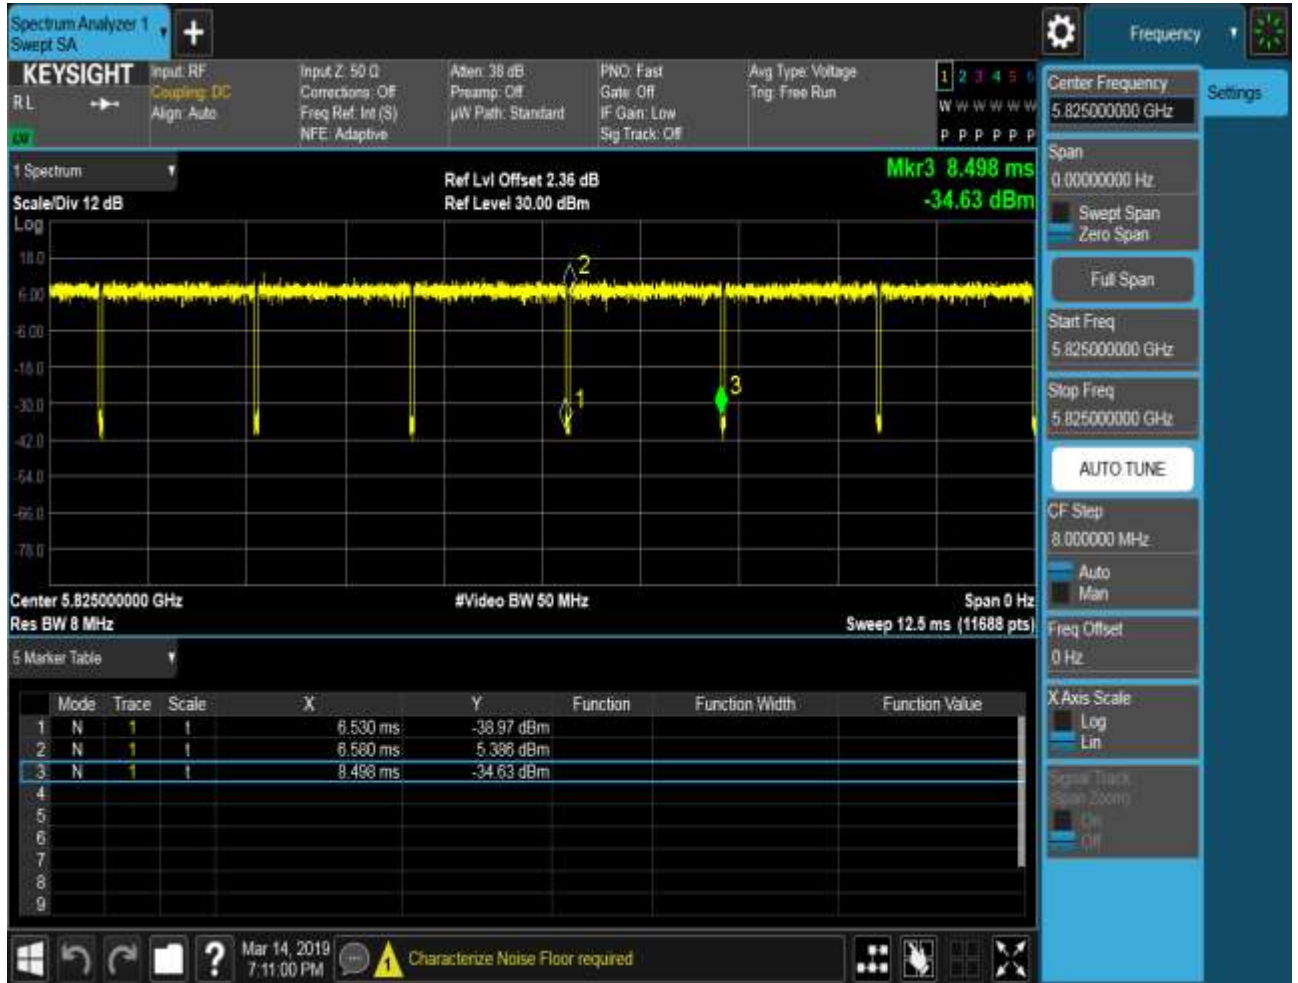 Spectrum Analyzer 1
Swept SA
+
Frequency
KEYSIGHT
RL
Input: RF
Coupling: DC
Align: Auto
Input Z: 50 Ω
Corrections: Off
Freq Ref: Int (S)
NFE: Adaptive
Atten: 38 dB
Preamp: Off
µW Path: Standard
PNO: Fast
Gate: Off
IF Gain: Low
Sig Track: Off
Avg Type: Voltage
Trig: Free Run
1 2 3 4 5 6
W W W W W W
P P P P P P
1 Spectrum
Scale/Div 12 dB
Ref Lvl Offset 2.36 dB
Ref Level 30.00 dBm
Mkr3 8.498 ms
-34.63 dBm
Log
18.0
6.00
-6.00
-18.0
-30.0
-42.0
-54.0
-66.0
-78.0
2
1
3
Center 5.825000000 GHz
Res BW 8 MHz
#Video BW 50 MHz
Span 0 Hz
Sweep 12.5 ms (11688 pts)
5 Marker Table
Mode Trace Scale X Y Function Function Width Function Value
1 N 1 t 6.530 ms -38.97 dBm
2 N 1 t 6.580 ms 5.386 dBm
3 N 1 t 8.498 ms -34.63 dBm
4
5
6
7
8
9
Mar 14, 2019
7:11:00 PM
?
1
Characterize Noise Floor required
Center Frequency
5.825000000 GHz
Settings
Span
0.00000000 Hz
Swept Span
Zero Span
Full Span
Start Freq
5.825000000 GHz
Stop Freq
5.825000000 GHz
AUTO TUNE
CF Step
8.000000 MHz
Auto
Man
Freq Offset
0 Hz
X Axis Scale
Log
Lin
Signal Track
(Span Zoom)
On
Off